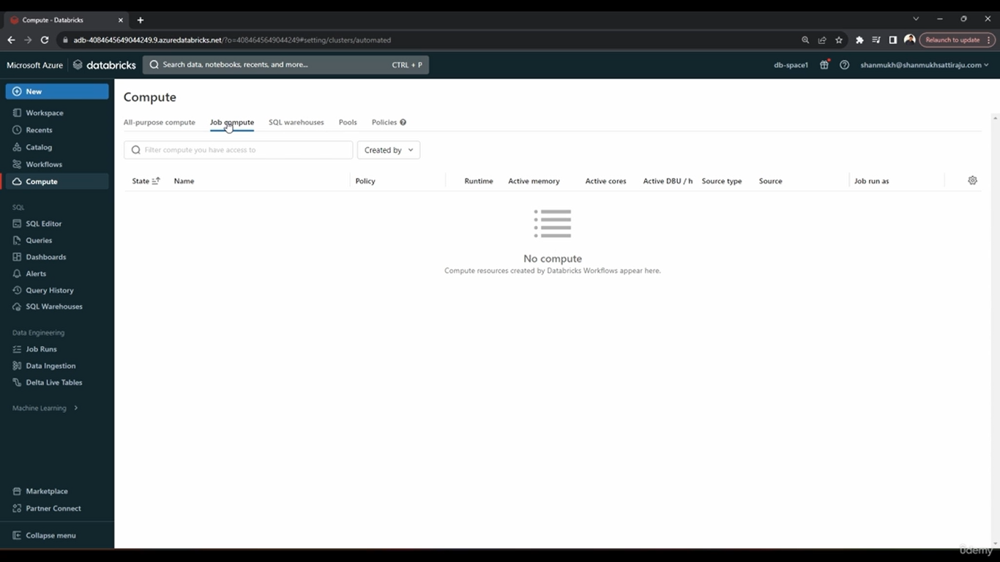 Compute - Databricks
adb-4084645649044249.9.azuredatabricks.net/?o=4084645649044249#setting/clusters/automated
Relaunch to update
Microsoft Azure databricks Search data, notebooks, recents, and more... CTRL + P db-space1 shanmukh@shanmukhsattiraju.com
New
Workspace
Recents
Catalog
Workflows
Compute
SQL
SQL Editor
Queries
Dashboards
Alerts
Query History
SQL Warehouses
Data Engineering
Job Runs
Data Ingestion
Delta Live Tables
Machine Learning
Marketplace
Partner Connect
Collapse menu
Compute
All-purpose compute Job compute SQL warehouses Pools Policies
Filter compute you have access to Created by
State Name Policy Runtime Active memory Active cores Active DBU / h Source type Source Job run as
No compute
Compute resources created by Databricks Workflows appear here.
udemy